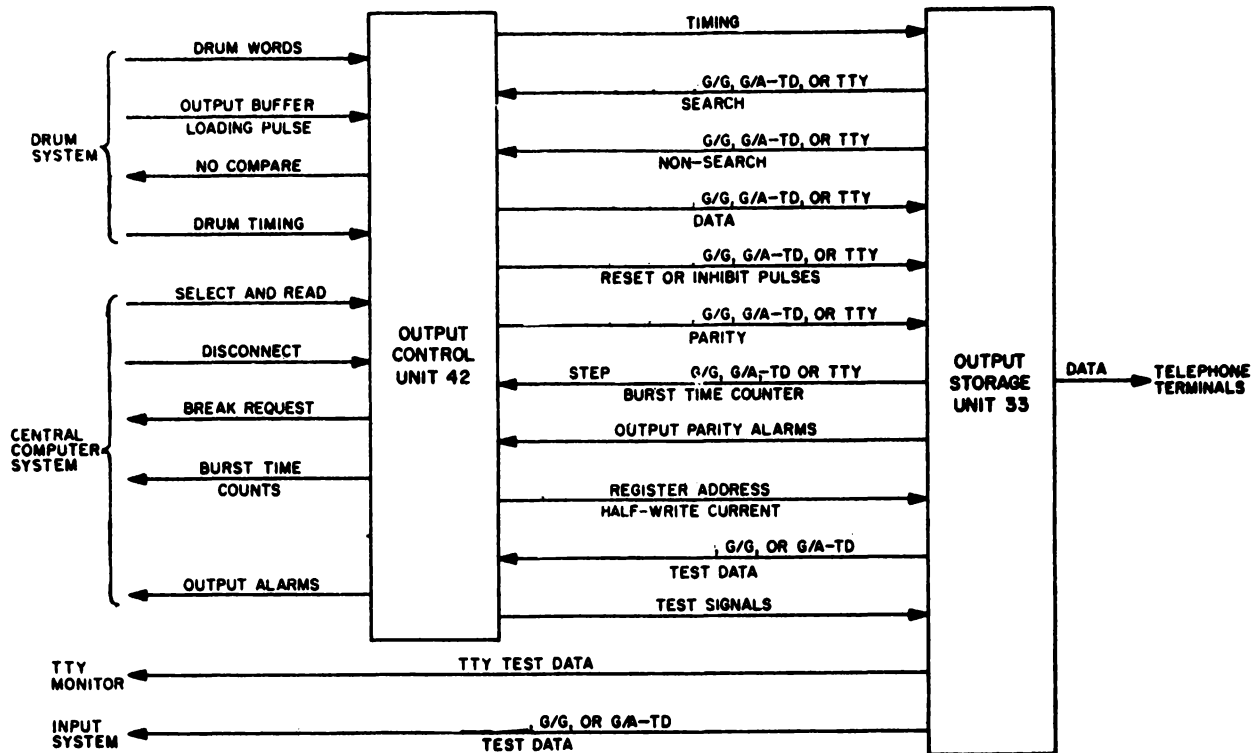 DRUM
SYSTEM
DRUM WORDS
OUTPUT BUFFER
LOADING PULSE
NO COMPARE
DRUM TIMING
CENTRAL
COMPUTER
SYSTEM
SELECT AND READ
DISCONNECT
BREAK REQUEST
BURST TIME
COUNTS
OUTPUT ALARMS
OUTPUT
CONTROL
UNIT 42
TIMING
G/G, G/A-TD, OR TTY
SEARCH
G/G, G/A-TD, OR TTY
NON-SEARCH
, G/G, G/A-TD, OR TTY
DATA
G/G, G/A-TD, OR TTY
RESET OR INHIBIT PULSES
G/G, G/A-TD, OR TTY
PARITY
STEP G/G, G/A-TD OR TTY
BURST TIME COUNTER
OUTPUT PARITY ALARMS
REGISTER ADDRESS
HALF-WRITE CURRENT
, G/G, OR G/A-TD
TEST DATA
TEST SIGNALS
OUTPUT
STORAGE
UNIT 33
DATA
TELEPHONE
TERMINALS
TTY
MONITOR
TTY TEST DATA
INPUT
SYSTEM
, G/G, OR G/A-TD
TEST DATA